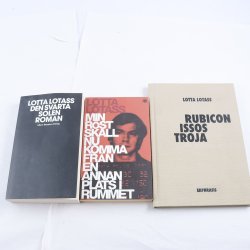 LOTTA LOTASS
DEN SVARTA
SOLEN
ROMAN
LOTTA
LOTASS
MIN
RÖST
SKALL
NU
KOMMA
FRÅN
EN
ANNAN
PLATS I
RUMMET
LOTTA LOTASS
RUBICON
ISSOS
TROJA